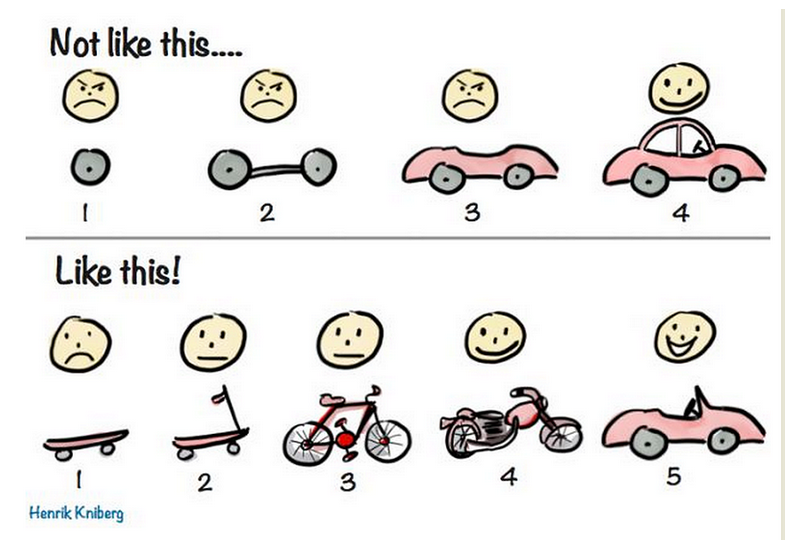 Not like this....
1 2 3 4
Like this!
1 2 3 4 5
Henrik Kniberg